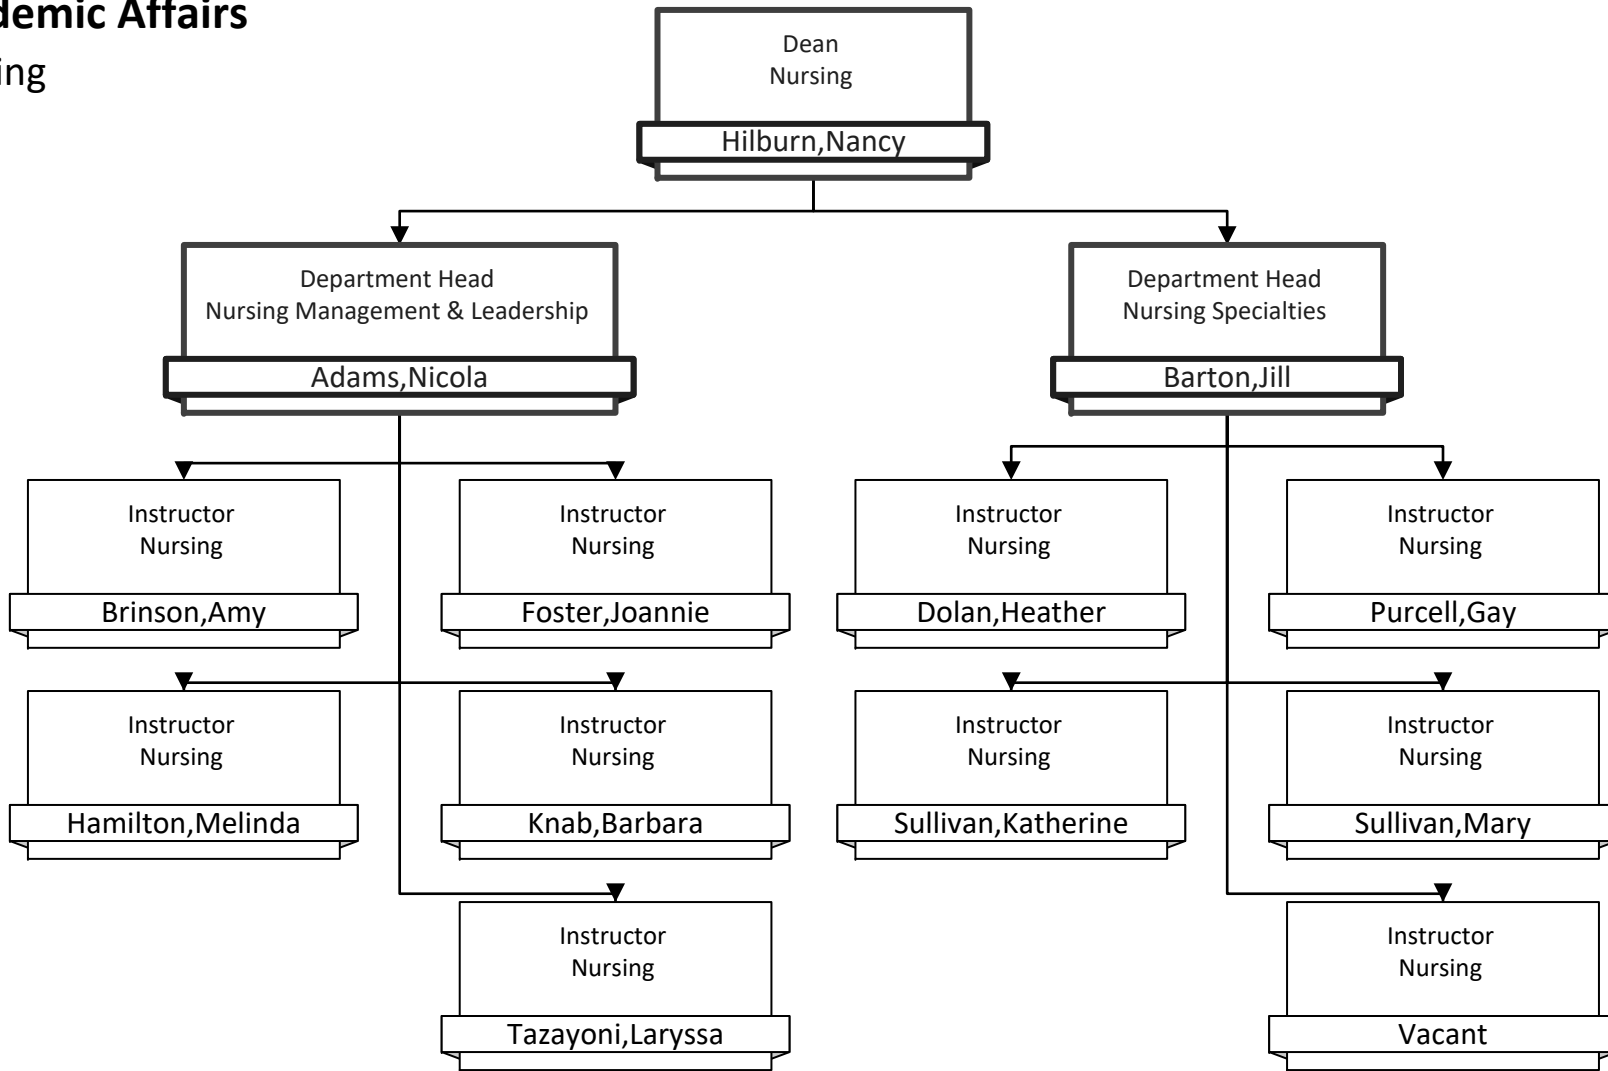 demic Affairs
ing
Dean
Nursing
Hilburn,Nancy
Department Head
Nursing Management & Leadership
Adams,Nicola
Department Head
Nursing Specialties
Barton,Jill
Instructor
Nursing
Brinson,Amy
Instructor
Nursing
Foster,Joannie
Instructor
Nursing
Dolan,Heather
Instructor
Nursing
Purcell,Gay
Instructor
Nursing
Hamilton,Melinda
Instructor
Nursing
Knab,Barbara
Instructor
Nursing
Sullivan,Katherine
Instructor
Nursing
Sullivan,Mary
Instructor
Nursing
Tazayoni,Laryssa
Instructor
Nursing
Vacant